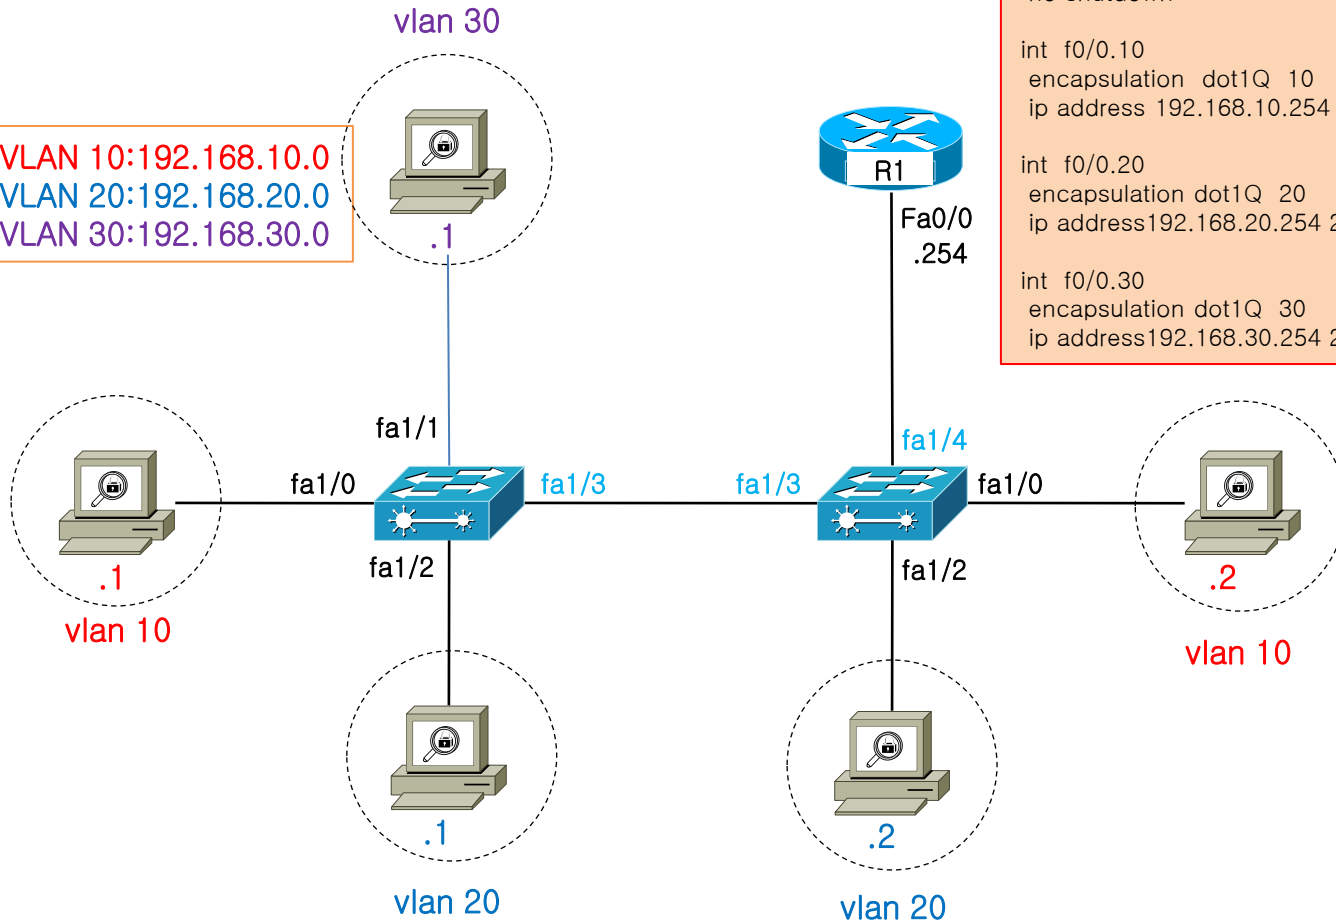 vlan 30
int f0/0.10
encapsulation dot1Q 10
ip address 192.168.10.254
VLAN 10:192.168.10.0
VLAN 20:192.168.20.0
VLAN 30:192.168.30.0
.1
R1
Fa0/0
.254
int f0/0.20
encapsulation dot1Q 20
ip address192.168.20.254 2
int f0/0.30
encapsulation dot1Q 30
ip address192.168.30.254 2
fa1/1
fa1/0
fa1/3
fa1/2
fa1/3
fa1/4
fa1/0
fa1/2
.1
vlan 10
.2
vlan 10
.1
vlan 20
.2
vlan 20